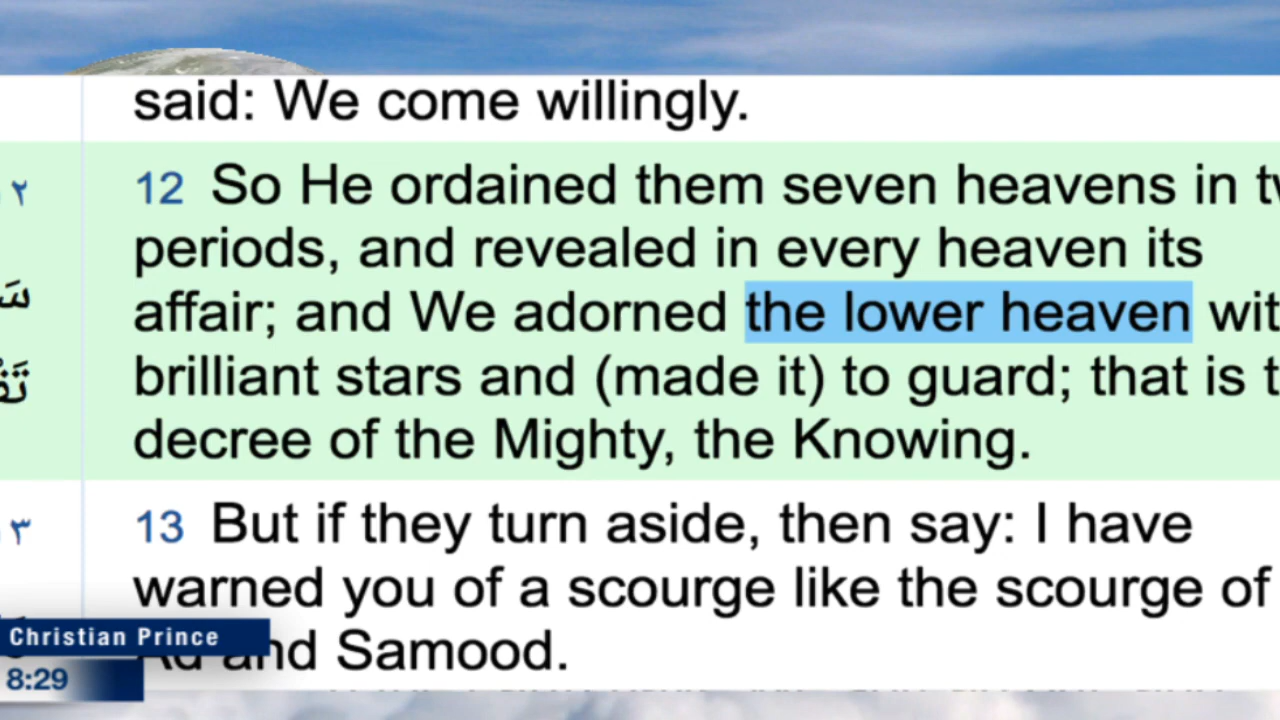 said: We come willingly.
١٢
12 So He ordained them seven heavens in
periods, and revealed in every heaven its
affair; and We adorned the lower heaven
brilliant stars and (made it) to guard; that is
decree of the Mighty, the Knowing.
13 But if they turn aside, then say: I have
warned you of a scourge like the scourge of
Ad and Samood.
Christian Prince
8:29